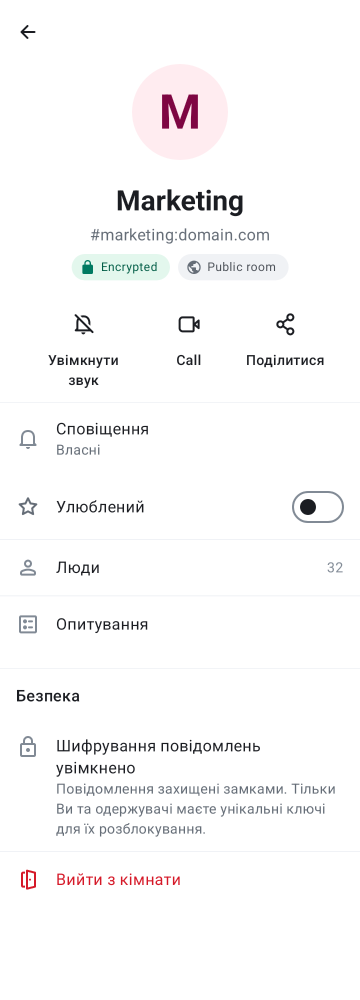 M
Marketing
#marketing:domain.com
Encrypted
Public room
Увімкнути
звук
Call
Поділитися
Сповіщення
Власні
Улюблений
Люди
32
Опитування
Безпека
Шифрування повідомлень
увімкнено
Повідомлення захищені замками. Тільки
Ви та одержувачі маєте унікальні ключі
для їх розблокування.
Вийти з кімнати